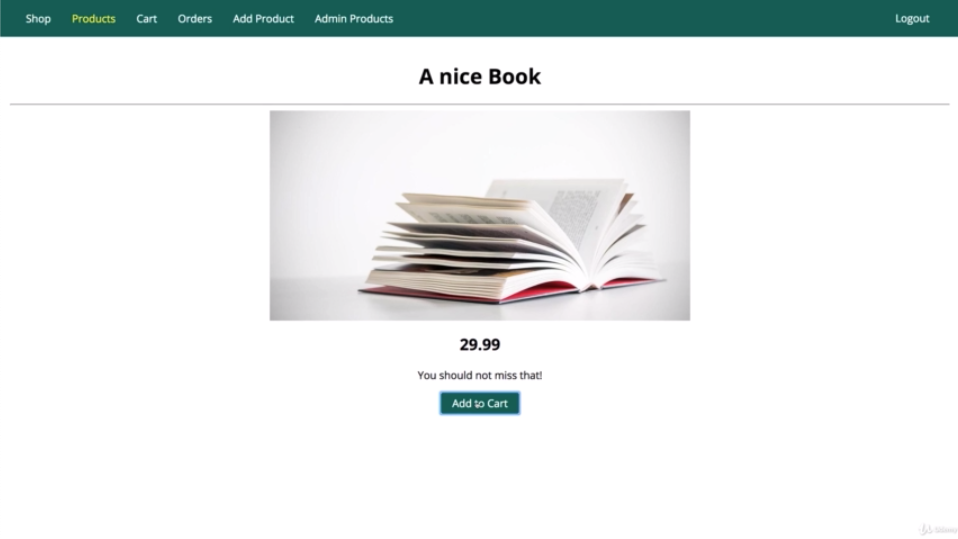 Shop Products Cart Orders Add Product Admin Products Logout
A nice Book
29.99
You should not miss that!
Add to Cart